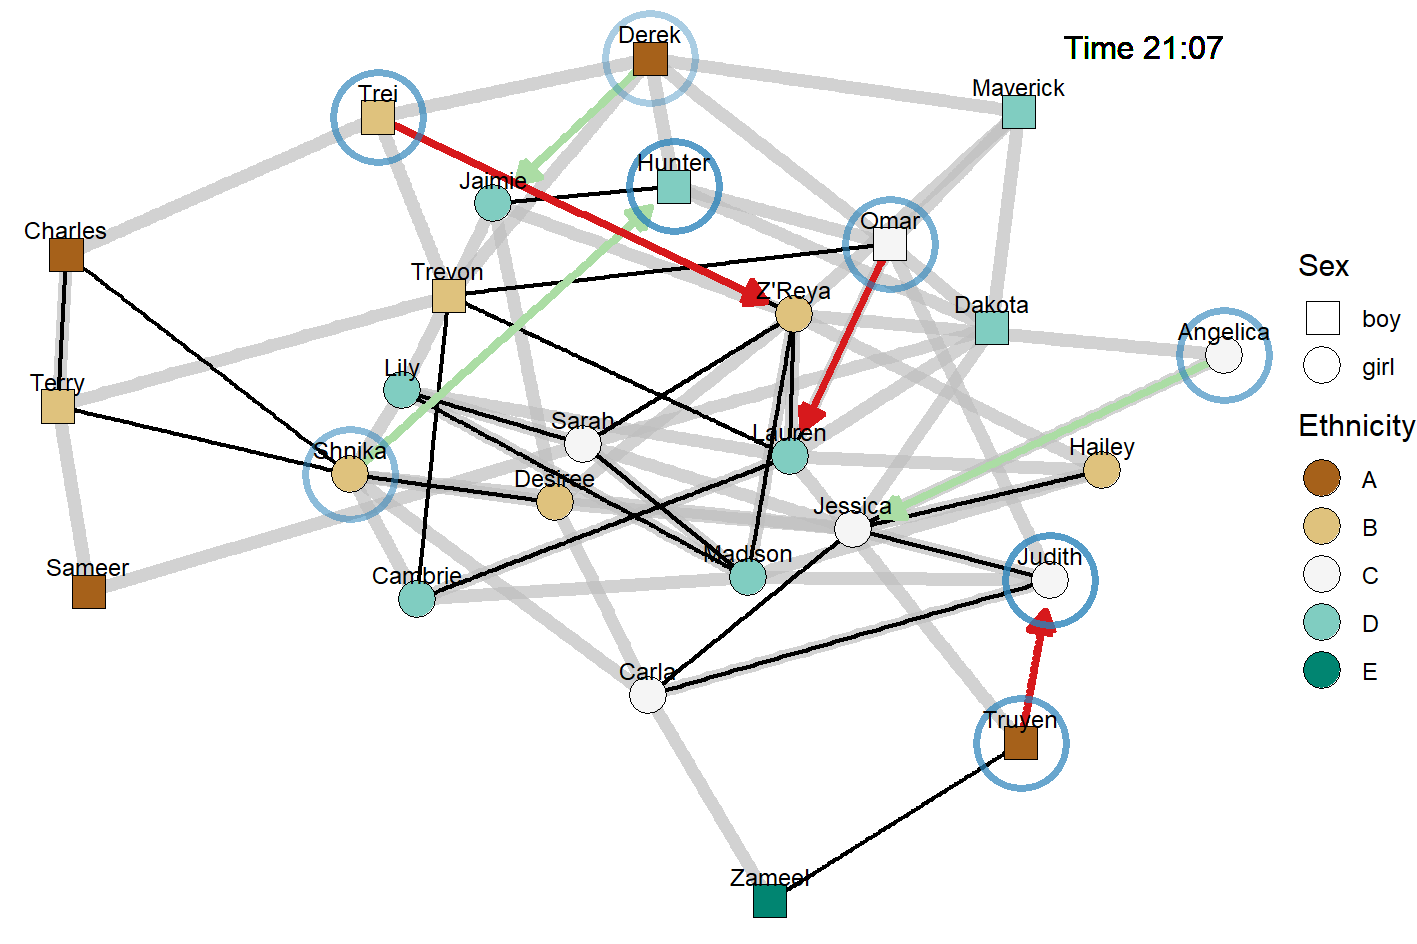 Derek
Time 21:07
Trei
Maverick
Hunter
Jaimie
Charles
Omar
Trevon
Z'Reya
Dakota
Angelica
Sex
boy
girl
Lily
Terry
Sarah
Lauren
Ethnicity
Shnika
Hailey
Desiree
A
Jessica
B
Madison
Judith
Sameer
Cambrie
C
D
Carla
E
Truyen
Zameel